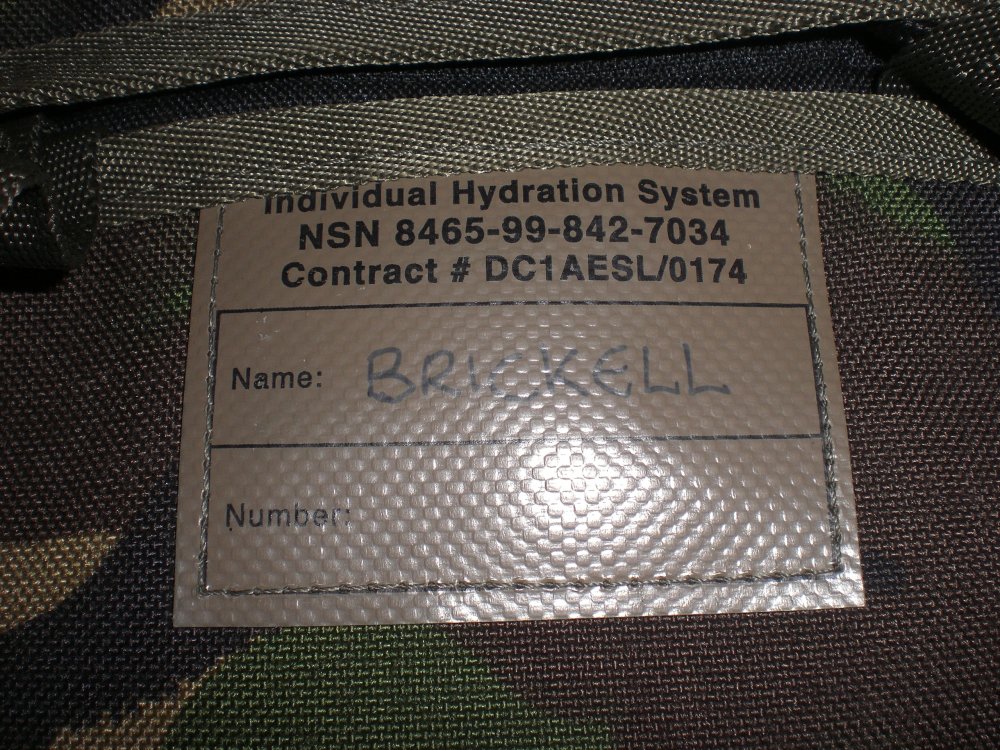 Individual Hydration System
NSN 8465-99-842-7034
Contract # DC1AESL/0174
Name: BRICKELL
Number: